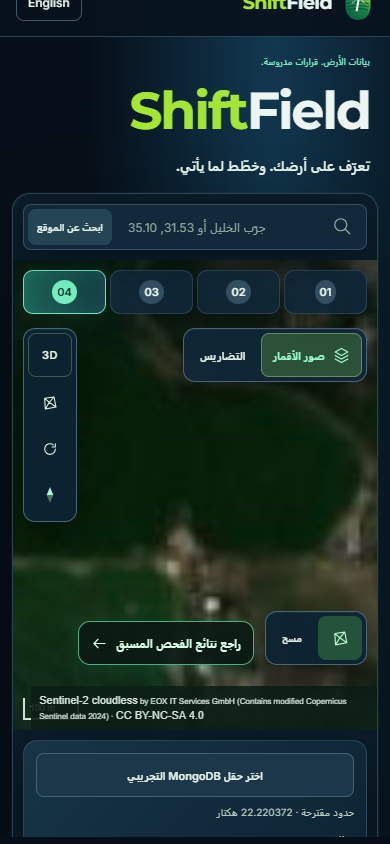 English
ShiftField
بيانات الأرض. قرارات مدروسة.
ShiftField
تعرّف على أرضك. وخطّط لما يأتي.
جرّب الخليل أو 31.53, 35.10
ابحث عن الموقع
01
02
03
04
صور الأقمار
التضاريس
3D
مسح
راجع نتائج الفحص المسبق
Sentinel-2 cloudless by EOX IT Services GmbH (Contains modified Copernicus
Sentinel data 2024) · CC BY-NC-SA 4.0
اختر حقل MongoDB التجريبي
حدود مقترحة · 22.220372 هكتار